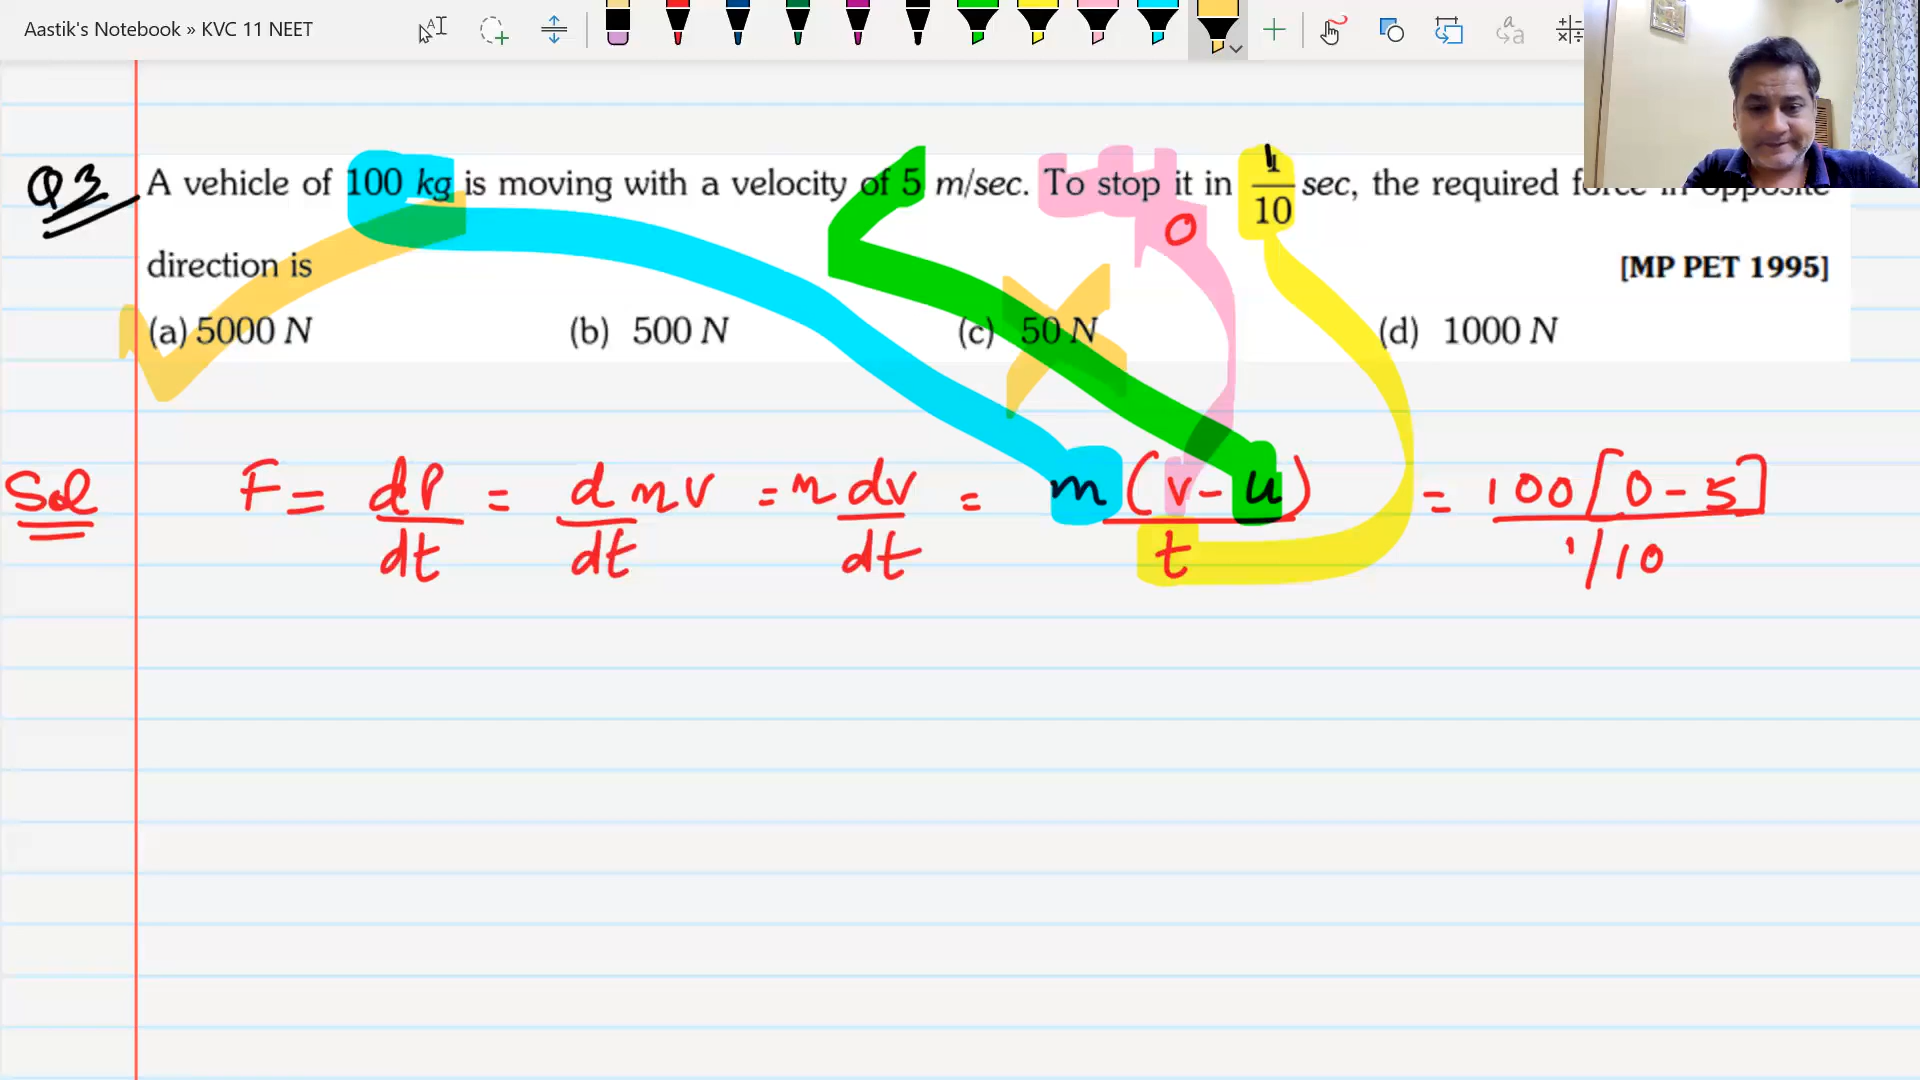 Aastik's Notebook » KVC 11 NEET
Q3 A vehicle of 100 kg is moving with a velocity of 5 m/sec. To stop it in 1/10 sec, the required force in opposite
0
direction is [MP PET 1995]
(a) 5000 N (b) 500 N (c) 50 N (d) 1000 N
Sol F = dP/dt = d mv/dt = m dv/dt = m(v-u)/t = 100[0-5]/1/10